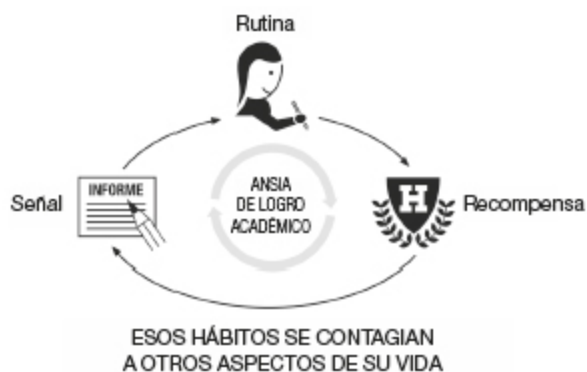 Rutina
Señal
INFORME
ANSIA
DE LOGRO
ACADÉMICO
H
Recompensa
ESOS HÁBITOS SE CONTAGIAN
A OTROS ASPECTOS DE SU VIDA